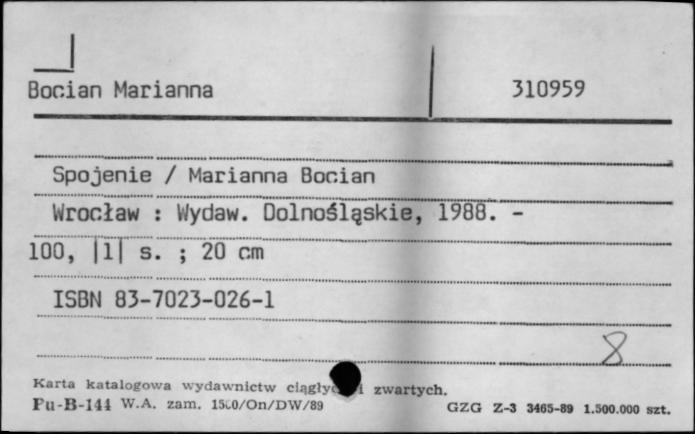 Bocian Marianna 310959
Spojenie / Marianna Bocian
Wrocław : Wydaw. Dolnośląskie, 1988. -
100, |1| s. ; 20 cm
ISBN 83-7023-026-1
8
Karta katalogowa wydawnictw zwartych.
Pu-B-144 W.A. zam. /On/DW/89 GZG Z-3 3465-89 1.500.000 szt.